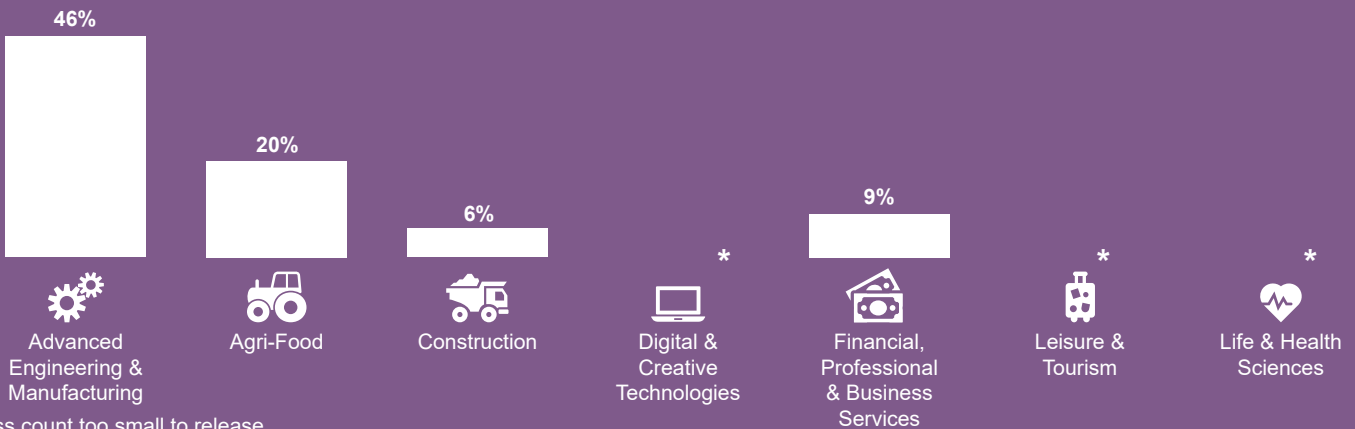 46%
20%
6%
9%
*
*
*
Advanced
Engineering &
Manufacturing
Agri-Food
Construction
Digital &
Creative
Technologies
Financial,
Professional
& Business
Services
Leisure &
Tourism
Life & Health
Sciences
count too small to release